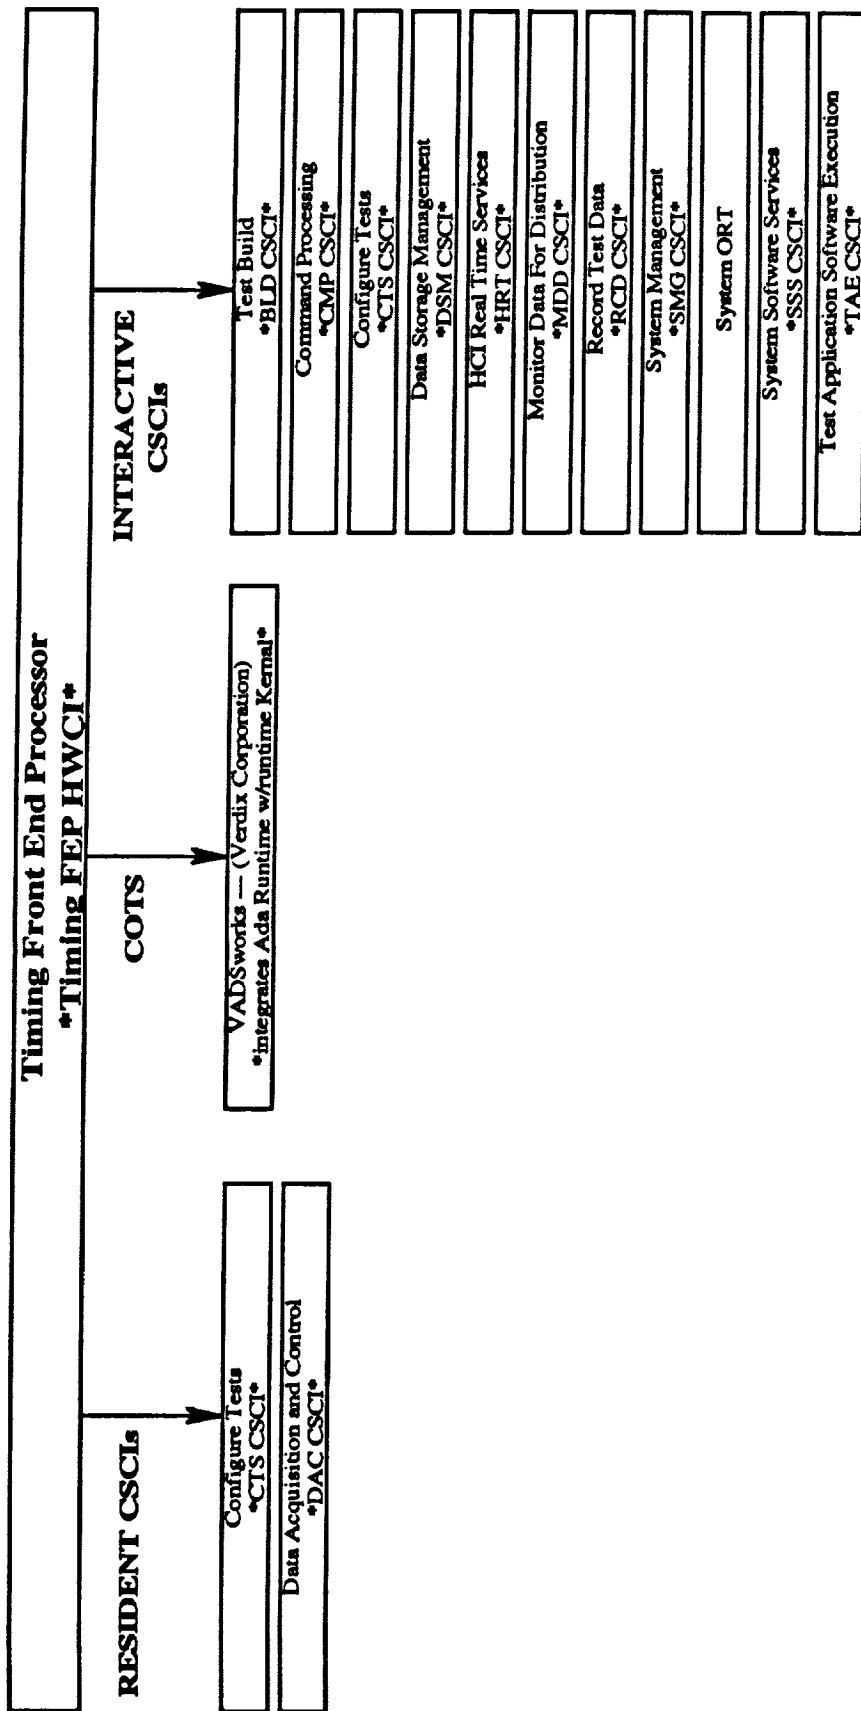 Timing Front End Processor
*Timing FEP HWCI*
RESIDENT CSCIs
Configure Tests
*CTS CSCI*
Data Acquisition and Control
*DAC CSCI*
COTS
VADSworks — (Verdix Corporation)
*integrates Ada Runtime w/runtime Kernal*
INTERACTIVE
CSCIs
Test Build
*BLD CSCI*
Command Processing
*CMP CSCI*
Configure Tests
*CTS CSCI*
Data Storage Management
*DSM CSCI*
HCI Real Time Services
*HRT CSCI*
Monitor Data For Distribution
*MDD CSCI*
Record Test Data
*RCD CSCI*
System Management
*SMG CSCI*
System ORT
System Software Services
*SSS CSCI*
Test Application Software Execution
*TAE CSCI*